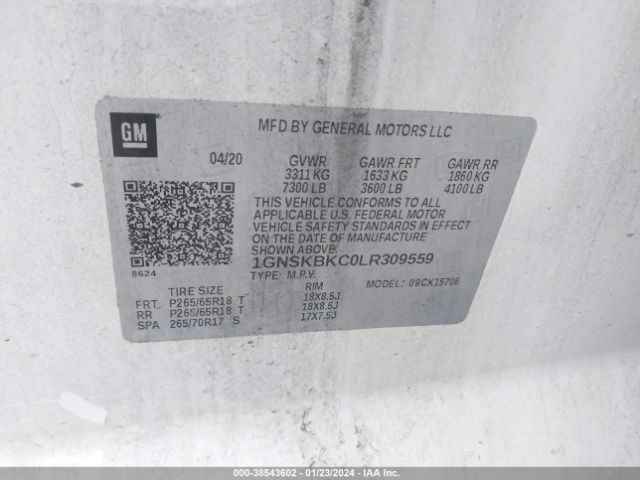 GM
MFD BY GENERAL MOTORS LLC
04/20 GVWR GAWR FRT GAWR RR
3311 KG 1633 KG 1860 KG
7300 LB 3600 LB 4100 LB
THIS VEHICLE CONFORMS TO ALL
APPLICABLE U.S. FEDERAL MOTOR
VEHICLE SAFETY STANDARDS IN EFFECT
ON THE DATE OF MANUFACTURE
SHOWN ABOVE.
8624
1GNSKBKC0LR309559
TYPE: M.P.V. MODEL: 09CK15706
TIRE SIZE RIM
FRT P265/65R18 T 18X8.5J
RR P265/65R18 T 18X8.5J
SPA 265/70R17 S 17X7.5J
000-38543602 - 01/23/2024 - IAA Inc.